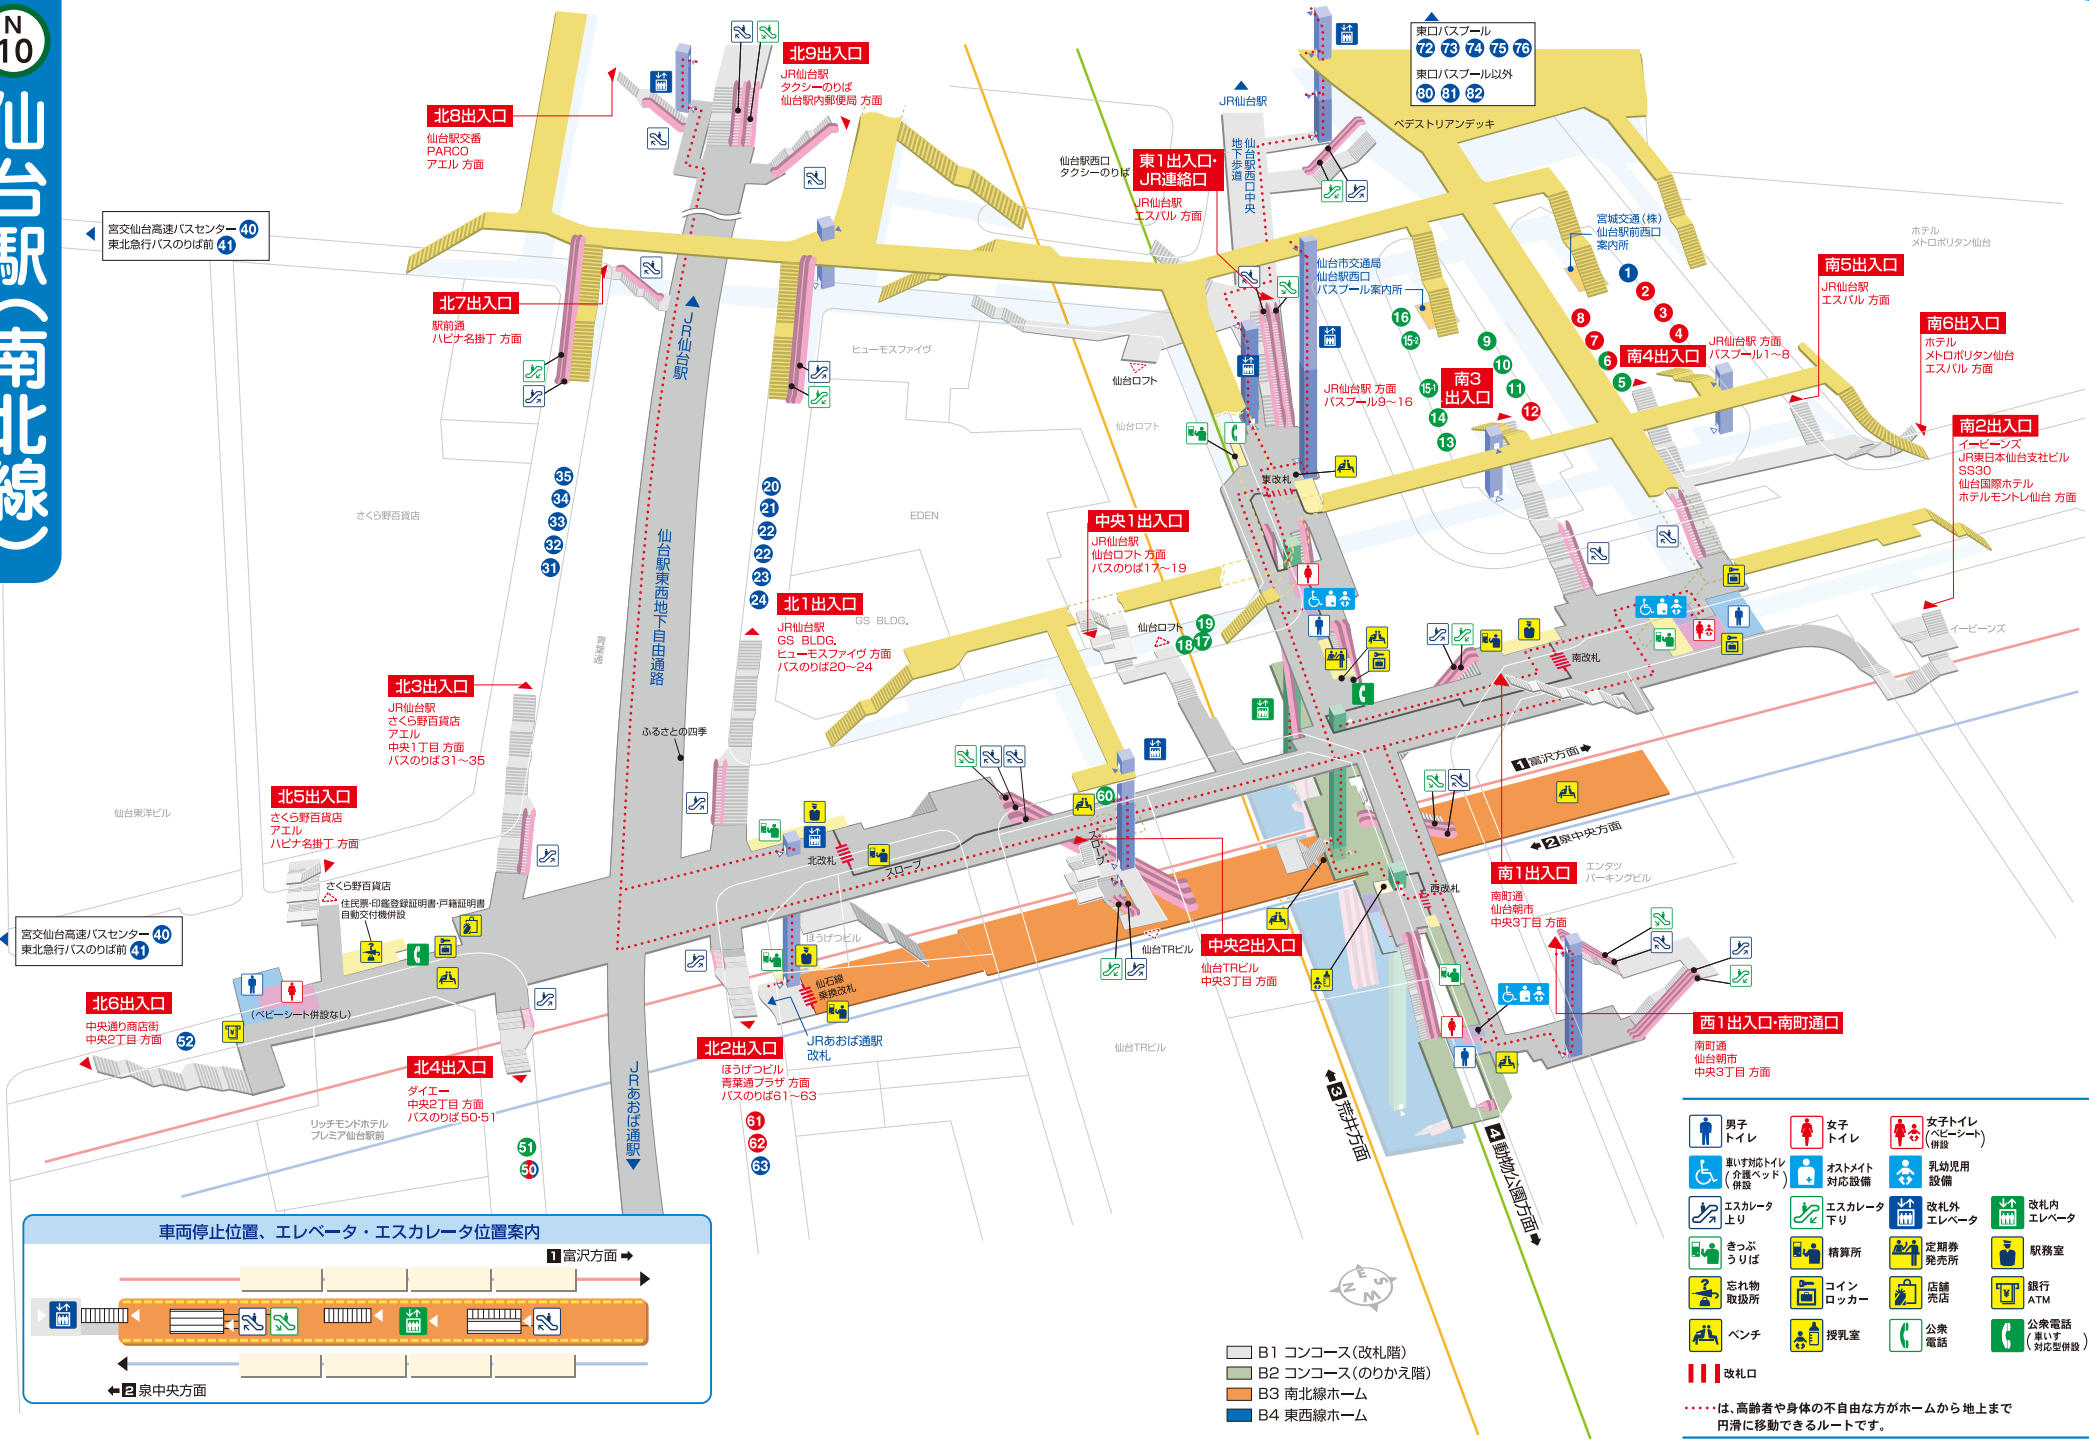 N
10
仙台駅(南北線)
宮交仙台高速バスセンター 40
東北急行バスのりば前 41
北8出入口
仙台駅交番
PARCO
アエル 方面
北9出入口
JR仙台駅
タクシーのりば
仙台駅内郵便局 方面
仙台駅西口
タクシーのりば
東1出入口・
JR連絡口
JR仙台駅
エスパル 方面
JR仙台駅
仙台駅西口中央
地下歩道
東口バスプール
72 73 74 75 76
東口バスプール以外
80 81 82
ペデストリアンデッキ
宮城交通(株)
仙台駅前西口
案内所
ホテル
メトロポリタン仙台
仙台市交通局
仙台駅西口
バスプール案内所
南5出入口
JR仙台駅
エスパル 方面
南6出入口
ホテル
メトロポリタン仙台
エスパル 方面
1
2
3
4
8
7
6
5
南4出入口
JR仙台駅 方面
バスプール1〜8
16
15-2
15-1
14
13
9
10
11
12
南3
出入口
JR仙台駅 方面
バスプール9〜16
南2出入口
イービーンズ
JR東日本仙台支社ビル
SS30
仙台国際ホテル
ホテルモントレ仙台 方面
北7出入口
駅前通
ハピナ名掛丁 方面
JR仙台駅
ヒューモスファイヴ
仙台ロフト
仙台ロフト
東改札
さくら野百貨店
35
34
33
32
31
仙台駅東西地下自由通路
20
21
22
22
23
24
EDEN
中央1出入口
JR仙台駅
仙台ロフト 方面
バスのりば17〜19
仙台ロフト
19
18
17
北1出入口
JR仙台駅
GS BLDG.
ヒューモスファイヴ 方面
バスのりば20〜24
GS BLDG.
青葉通
南改札
イービーンズ
北3出入口
JR仙台駅
さくら野百貨店
アエル
中央1丁目 方面
バスのりば31〜35
ふるさとの四季
1 富沢方面
2 泉中央方面
仙台東洋ビル
北5出入口
さくら野百貨店
アエル
ハピナ名掛丁 方面
さくら野百貨店
住民票・印鑑登録証明書・戸籍証明書
自動交付機併設
北改札
スロープ
60
スロープ
西改札
南1出入口
南町通
仙台朝市
中央3丁目 方面
エンタツ
パーキングビル
宮交仙台高速バスセンター 40
東北急行バスのりば前 41
(ベビーシート併設なし)
ほうげつビル
仙石線
乗換改札
仙台TRビル
中央2出入口
仙台TRビル
中央3丁目 方面
北6出入口
中央通り商店街
中央2丁目 方面
52
北4出入口
ダイエー
中央2丁目 方面
バスのりば50・51
51
50
リッチモンドホテル
プレミア仙台駅前
JRあおば通駅
北2出入口
ほうげつビル
青葉通プラザ 方面
バスのりば61〜63
61
62
63
JRあおば通駅
改札
仙台TRビル
西1出入口・南町通口
南町通
仙台朝市
中央3丁目 方面
3 荒井方面
4 動物公園方面
N
E
S
W
車両停止位置、エレベータ・エスカレータ位置案内
1 富沢方面
2 泉中央方面
B1 コンコース(改札階)
B2 コンコース(のりかえ階)
B3 南北線ホーム
B4 東西線ホーム
男子
トイレ
女子
トイレ
女子トイレ
(ベビーシート併設)
車いす対応トイレ
(介護ベッド併設)
オストメイト
対応設備
乳幼児用
設備
エスカレータ
上り
エスカレータ
下り
改札外
エレベータ
改札内
エレベータ
きっぷ
うりば
精算所
定期券
発売所
駅務室
忘れ物
取扱所
コイン
ロッカー
店舗
売店
銀行
ATM
ベンチ
授乳室
公衆
電話
公衆電話
(車いす対応型併設)
改札口
は、高齢者や身体の不自由な方がホームから地上まで
円滑に移動できるルートです。